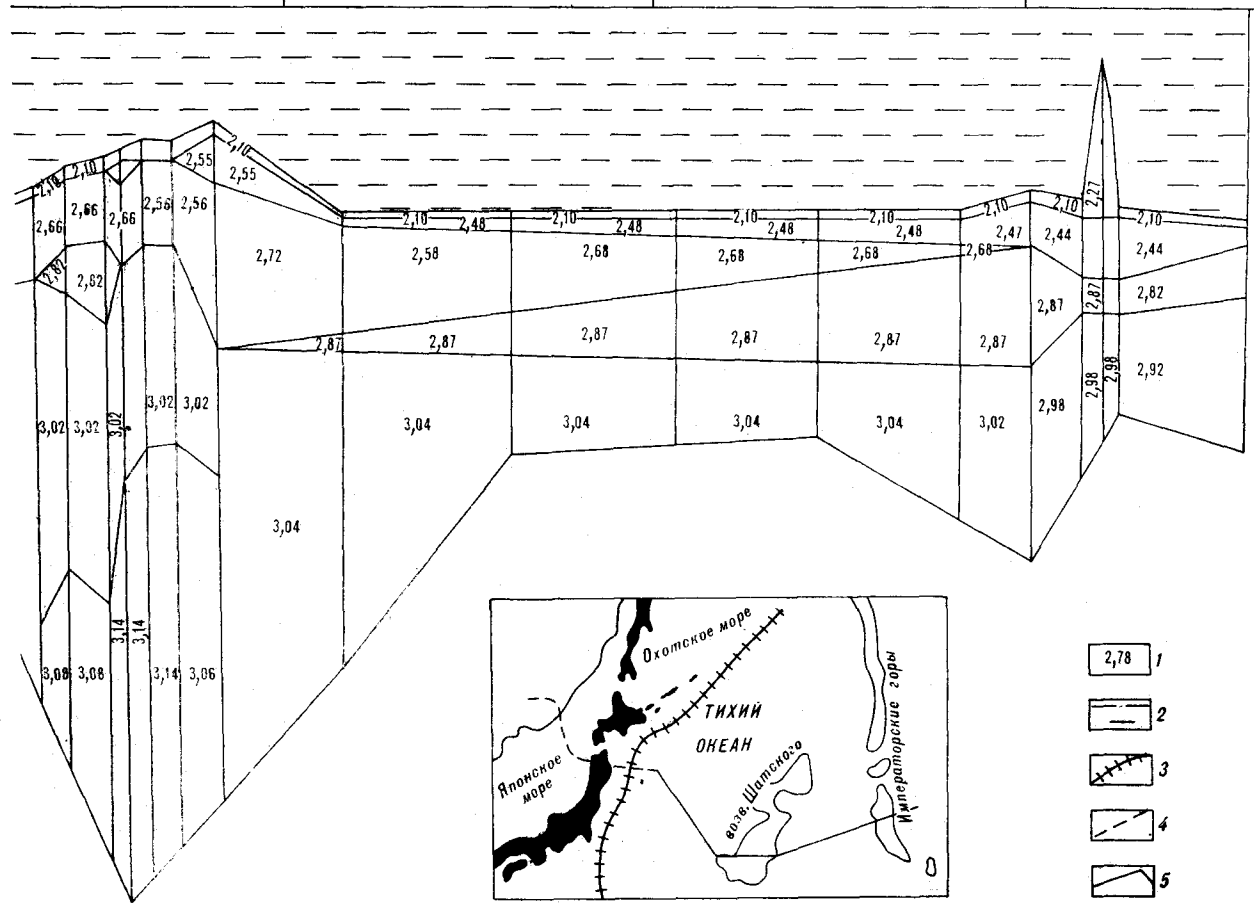 2,10 2,10 2,10 2,27
2,55 2,55
2,66 2,66 2,66 2,56 2,56
2,10 2,10 2,10 2,10 2,10 2,10 2,10
2,48 2,48 2,48 2,48 2,47 2,44 2,44
2,82 2,82 2,72 2,58 2,68 2,68 2,68 2,68
2,87 2,87 2,87 2,87 2,87 2,87 2,87 2,87 2,82
3,02 3,02 3,02 3,02 3,02 3,04 3,04 3,04 3,04 3,02 2,98 2,98 2,98 2,92
3,04
3,08 3,08 3,14 3,14 3,14 3,06
Охотское море
ТИХИЙ
ОКЕАН
Японское
море
возв. Шатского
Императорские горы
2,78 1
2
3
4
5